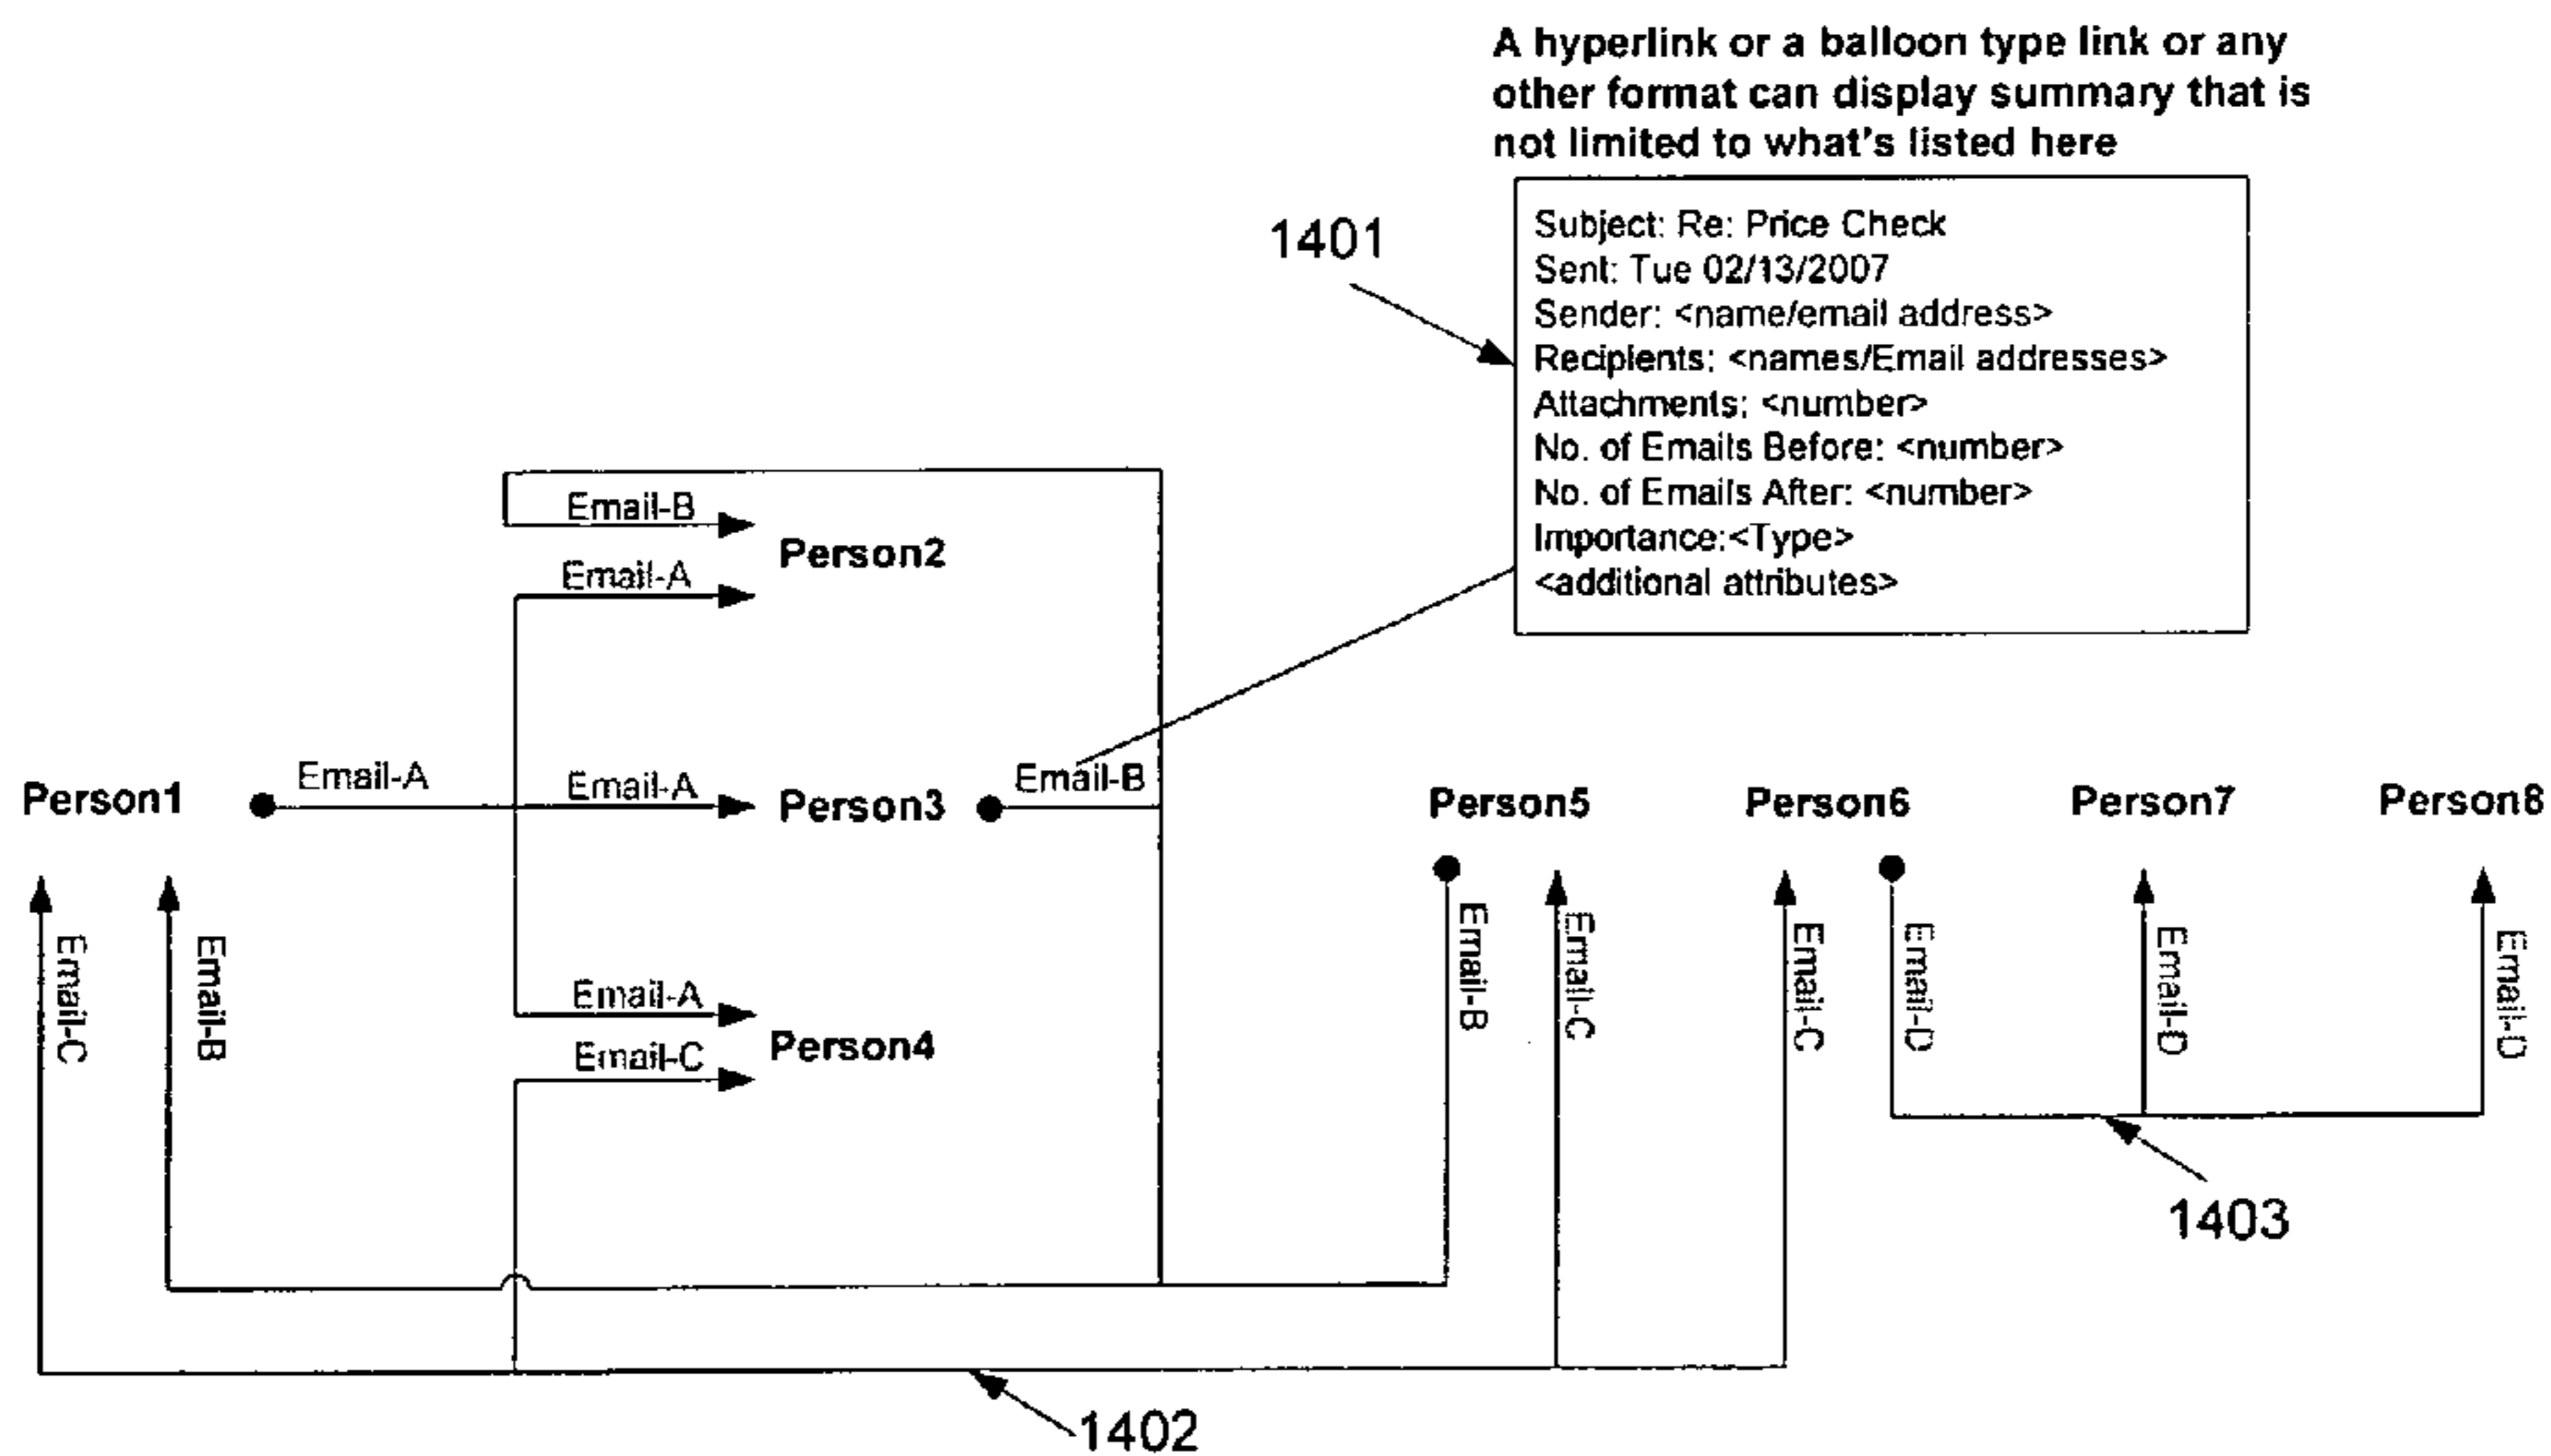 A hyperlink or a balloon type link or any
other format can display summary that is
not limited to what's listed here
1401
Subject: Re: Price Check
Sent: Tue 02/13/2007
Sender: <name/email address>
Recipients: <names/Email addresses>
Attachments: <number>
No. of Emails Before: <number>
No. of Emails After: <number>
Importance:<Type>
<additional attributes>
Email-B
Person2
Email-A
Person1
Email-A
Email-A
Person3
Email-B
Person5
Person6
Person7
Person8
Email-C
Email-B
Email-A
Person4
Email-C
Email-B
Email-C
Email-C
Email-D
Email-D
Email-D
1403
1402